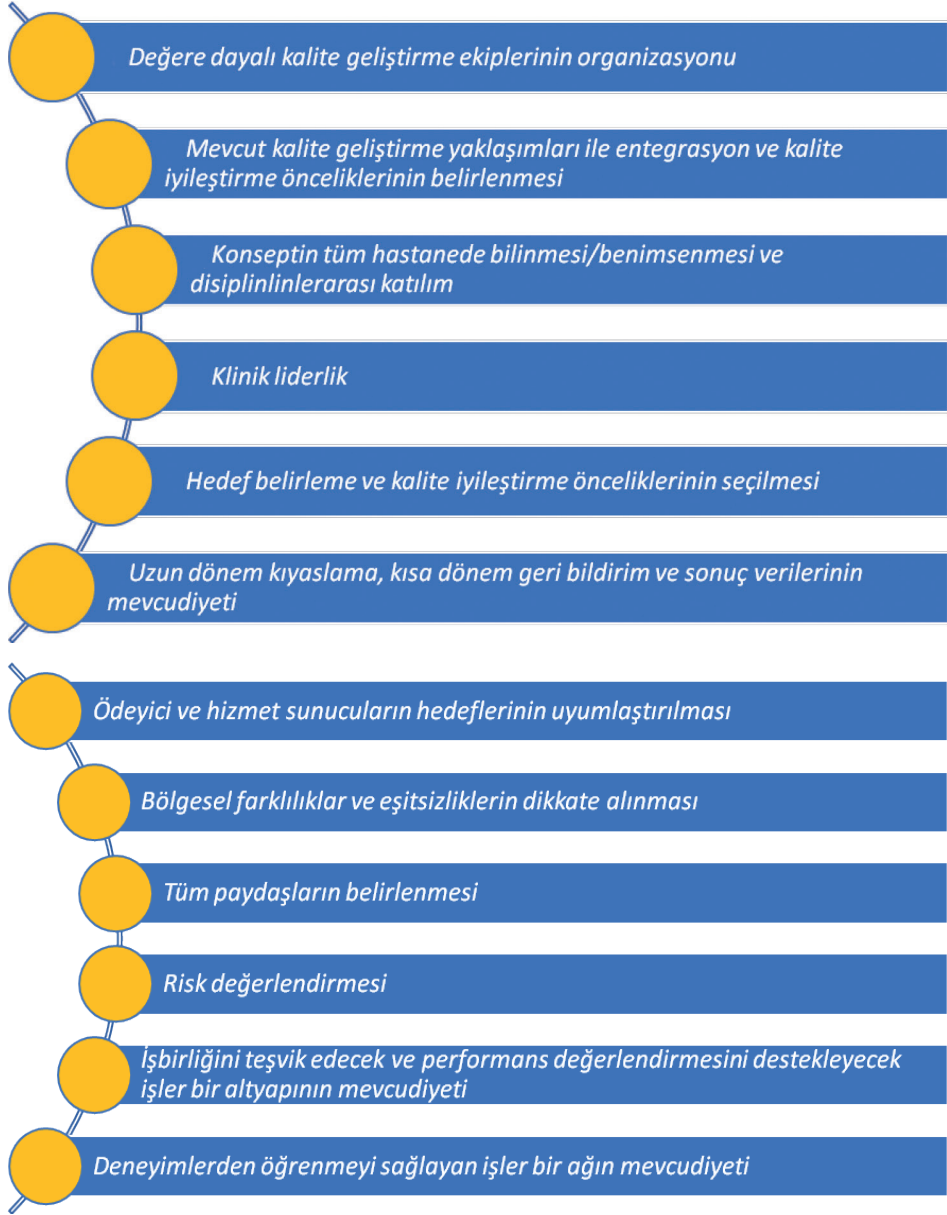 Değere dayalı kalite geliştirme ekiplerinin organizasyonu
Mevcut kalite geliştirme yaklaşımları ile entegrasyon ve kalite
iyileştirme önceliklerinin belirlenmesi
Konseptin tüm hastanede bilinmesi/benimsenmesi ve
disiplinlinlerarası katılım
Klinik liderlik
Hedef belirleme ve kalite iyileştirme önceliklerinin seçilmesi
Uzun dönem kıyaslama, kısa dönem geri bildirim ve sonuç verilerinin
mevcudiyeti
Ödeyici ve hizmet sunucuların hedeflerinin uyumlaştırılması
Bölgesel farklılıklar ve eşitsizliklerin dikkate alınması
Tüm paydaşların belirlenmesi
Risk değerlendirmesi
İşbirliğini teşvik edecek ve performans değerlendirmesini destekleyecek
işler bir altyapının mevcudiyeti
Deneyimlerden öğrenmeyi sağlayan işler bir ağın mevcudiyeti